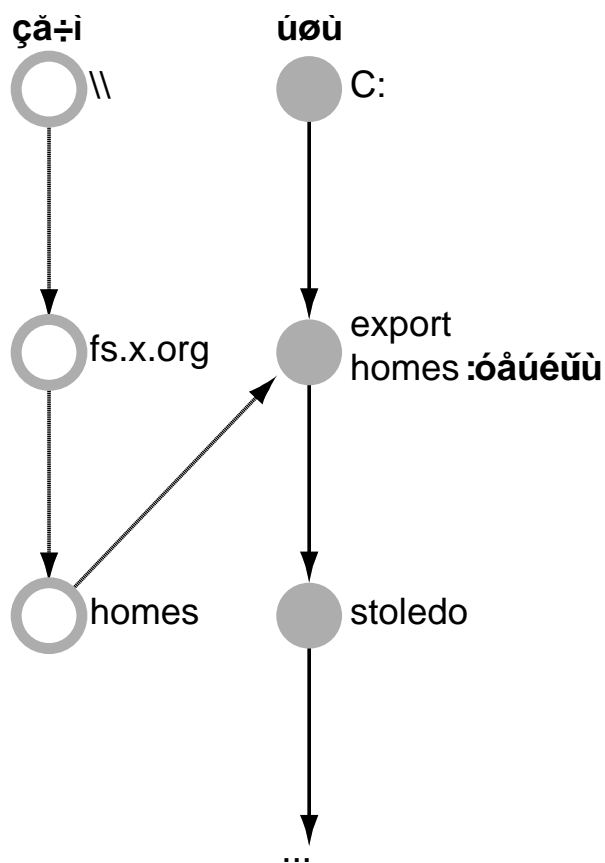 çă÷ì
úøù
\\
C:
fs.x.org
export
homes :óåúéŭù
homes
stoledo
...